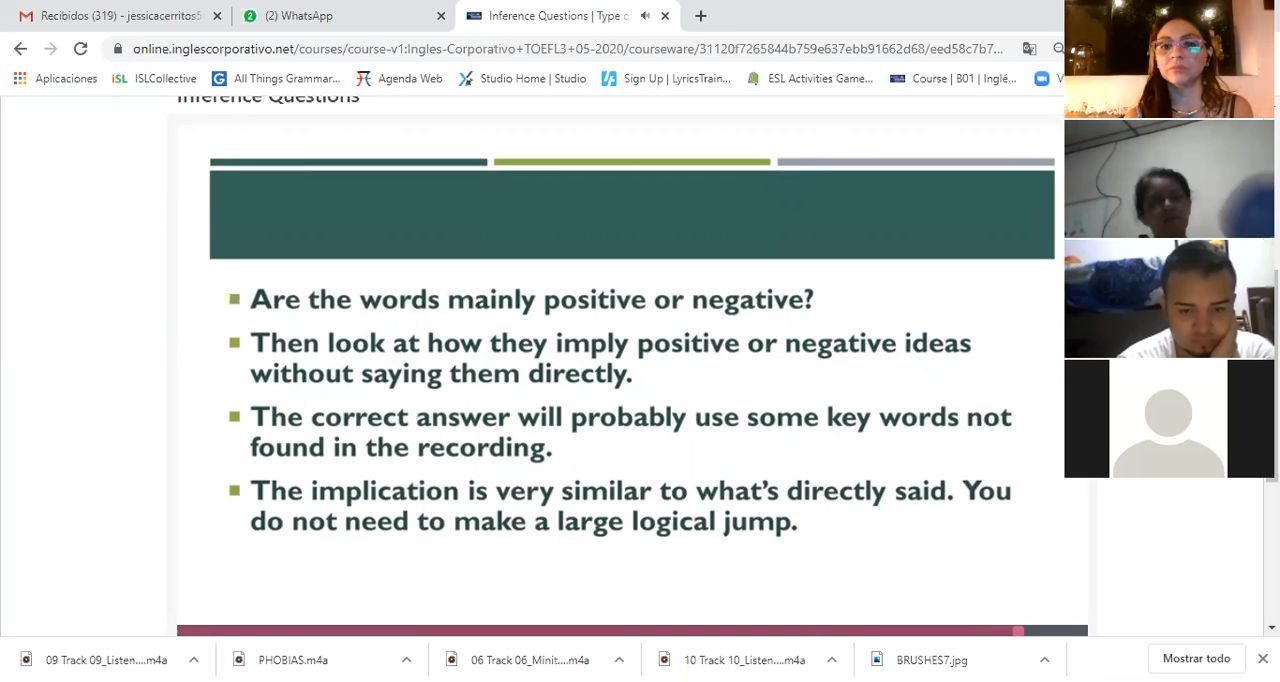 Recibidos (319) - jessicacerritos5
(2) WhatsApp
Inference Questions | Type o
online.inglescorporativo.net/courses/course-v1:Ingles-Corporativo+TOEFL3+05-2020/courseware/31120f7265844b759e637ebb91662d68/eed58c7b7...
Aplicaciones
ISLCollective
All Things Grammar...
Agenda Web
Studio Home | Studio
Sign Up | LyricsTrain...
ESL Activities Game...
Course | B01 | Inglé...
Inference Questions
Are the words mainly positive or negative?
Then look at how they imply positive or negative ideas
without saying them directly.
The correct answer will probably use some key words not
found in the recording.
The implication is very similar to what's directly said. You
do not need to make a large logical jump.
09 Track 09_Listen....m4a
PHOBIAS.m4a
06 Track 06_Minit....m4a
10 Track 10_Listen....m4a
BRUSHES7.jpg
Mostrar todo